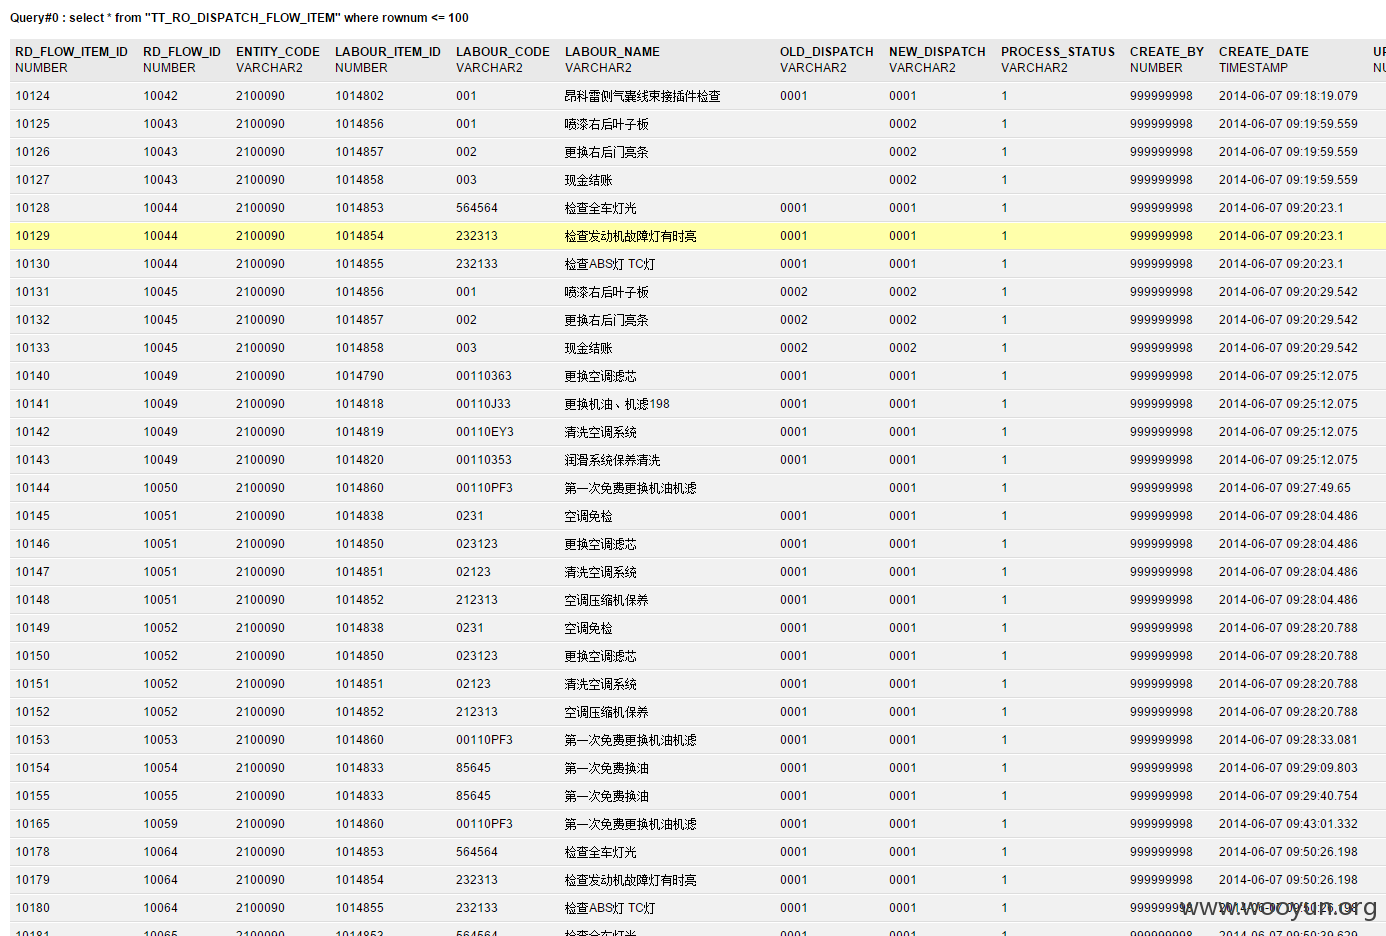 Query#0 : select * from "TT_RO_DISPATCH_FLOW_ITEM" where rownum <= 100
RD_FLOW_ITEM_ID RD_FLOW_ID ENTITY_CODE LABOUR_ITEM_ID LABOUR_CODE LABOUR_NAME OLD_DISPATCH NEW_DISPATCH PROCESS_STATUS CREATE_BY CREATE_DATE UP
NUMBER NUMBER VARCHAR2 NUMBER VARCHAR2 VARCHAR2 VARCHAR2 VARCHAR2 VARCHAR2 NUMBER TIMESTAMP NU
10124 10042 2100090 1014802 001 昂科雷侧气囊线束接插件检查 0001 0001 1 999999998 2014-06-07 09:18:19.079
10125 10043 2100090 1014856 001 喷漆右后叶子板 0002 1 999999998 2014-06-07 09:19:59.559
10126 10043 2100090 1014857 002 更换右后门亮条 0002 1 999999998 2014-06-07 09:19:59.559
10127 10043 2100090 1014858 003 现金结账 0002 1 999999998 2014-06-07 09:19:59.559
10128 10044 2100090 1014853 564564 检查全车灯光 0001 0001 1 999999998 2014-06-07 09:20:23.1
10129 10044 2100090 1014854 232313 检查发动机故障灯有时亮 0001 0001 1 999999998 2014-06-07 09:20:23.1
10130 10044 2100090 1014855 232133 检查ABS灯 TC灯 0001 0001 1 999999998 2014-06-07 09:20:23.1
10131 10045 2100090 1014856 001 喷漆右后叶子板 0002 0002 1 999999998 2014-06-07 09:20:29.542
10132 10045 2100090 1014857 002 更换右后门亮条 0002 0002 1 999999998 2014-06-07 09:20:29.542
10133 10045 2100090 1014858 003 现金结账 0002 0002 1 999999998 2014-06-07 09:20:29.542
10140 10049 2100090 1014790 00110363 更换空调滤芯 0001 0001 1 999999998 2014-06-07 09:25:12.075
10141 10049 2100090 1014818 00110J33 更换机油、机滤198 0001 0001 1 999999998 2014-06-07 09:25:12.075
10142 10049 2100090 1014819 00110EY3 清洗空调系统 0001 0001 1 999999998 2014-06-07 09:25:12.075
10143 10049 2100090 1014820 00110353 润滑系统保养清洗 0001 0001 1 999999998 2014-06-07 09:25:12.075
10144 10050 2100090 1014860 00110PF3 第一次免费更换机油机滤 0001 1 999999998 2014-06-07 09:27:49.65
10145 10051 2100090 1014838 0231 空调免检 0001 0001 1 999999998 2014-06-07 09:28:04.486
10146 10051 2100090 1014850 023123 更换空调滤芯 0001 0001 1 999999998 2014-06-07 09:28:04.486
10147 10051 2100090 1014851 02123 清洗空调系统 0001 0001 1 999999998 2014-06-07 09:28:04.486
10148 10051 2100090 1014852 212313 空调压缩机保养 0001 0001 1 999999998 2014-06-07 09:28:04.486
10149 10052 2100090 1014838 0231 空调免检 0001 0001 1 999999998 2014-06-07 09:28:20.788
10150 10052 2100090 1014850 023123 更换空调滤芯 0001 0001 1 999999998 2014-06-07 09:28:20.788
10151 10052 2100090 1014851 02123 清洗空调系统 0001 0001 1 999999998 2014-06-07 09:28:20.788
10152 10052 2100090 1014852 212313 空调压缩机保养 0001 0001 1 999999998 2014-06-07 09:28:20.788
10153 10053 2100090 1014860 00110PF3 第一次免费更换机油机滤 0001 0001 1 999999998 2014-06-07 09:28:33.081
10154 10054 2100090 1014833 85645 第一次免费换油 0001 0001 1 999999998 2014-06-07 09:29:09.803
10155 10055 2100090 1014833 85645 第一次免费换油 0001 0001 1 999999998 2014-06-07 09:29:40.754
10165 10059 2100090 1014860 00110PF3 第一次免费更换机油机滤 0001 0001 1 999999998 2014-06-07 09:43:01.332
10178 10064 2100090 1014853 564564 检查全车灯光 0001 0001 1 999999998 2014-06-07 09:50:26.198
10179 10064 2100090 1014854 232313 检查发动机故障灯有时亮 0001 0001 1 999999998 2014-06-07 09:50:26.198
10180 10064 2100090 1014855 232133 检查ABS灯 TC灯 0001 0001 1 999999998 2014-06-07 09:50:26.198
www.wooyun.org
10181 10065 2100090 1014853 564564 检查全车灯光 0001 0001 1 999999998 2014-06-07 09:50:39.629